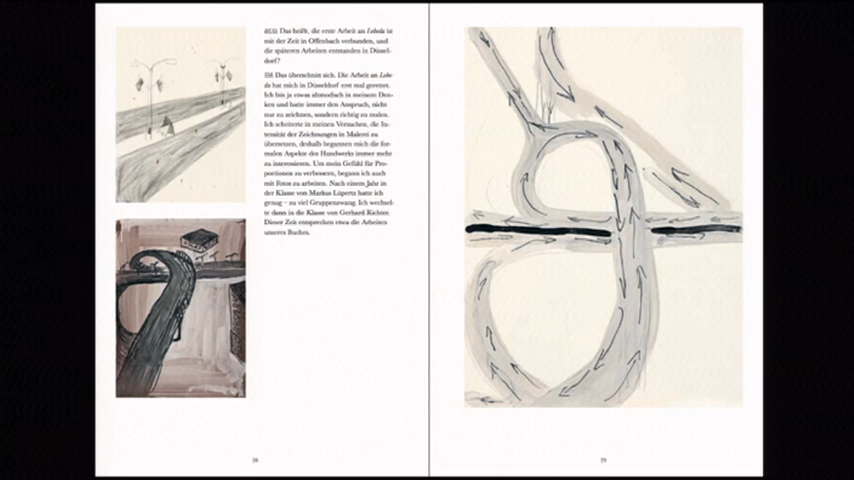 Das heißt, die erste Arbeit an Lobeda ist
mit der Zeit in Offenbach verbunden, und
die späteren Arbeiten entstanden in Düssel-
dorf?
Das überschnitt sich. Die Arbeit an Lobe-
da hat mich in Düsseldorf erst mal gerettet.
Ich bin ja etwas altmodisch in meinem Den-
ken und hatte immer den Anspruch, nicht
nur zu zeichnen, sondern richtig zu malen.
Ich scheiterte in meinen Versuchen, die In-
tensität der Zeichnungen in Malerei zu
übersetzen, deshalb begannen mich die for-
malen Aspekte des Handwerks immer mehr
zu interessieren. Um mein Gefühl für Pro-
portionen zu verbessern, begann ich auch
mit Fotos zu arbeiten. Nach einem Jahr in
der Klasse von Markus Lüpertz hatte ich
genug – zu viel Gruppenzwang. Ich wechsel-
te dann in die Klasse von Gerhard Richter.
Dieser Zeit entsprechen etwa die Arbeiten
unseres Buches.